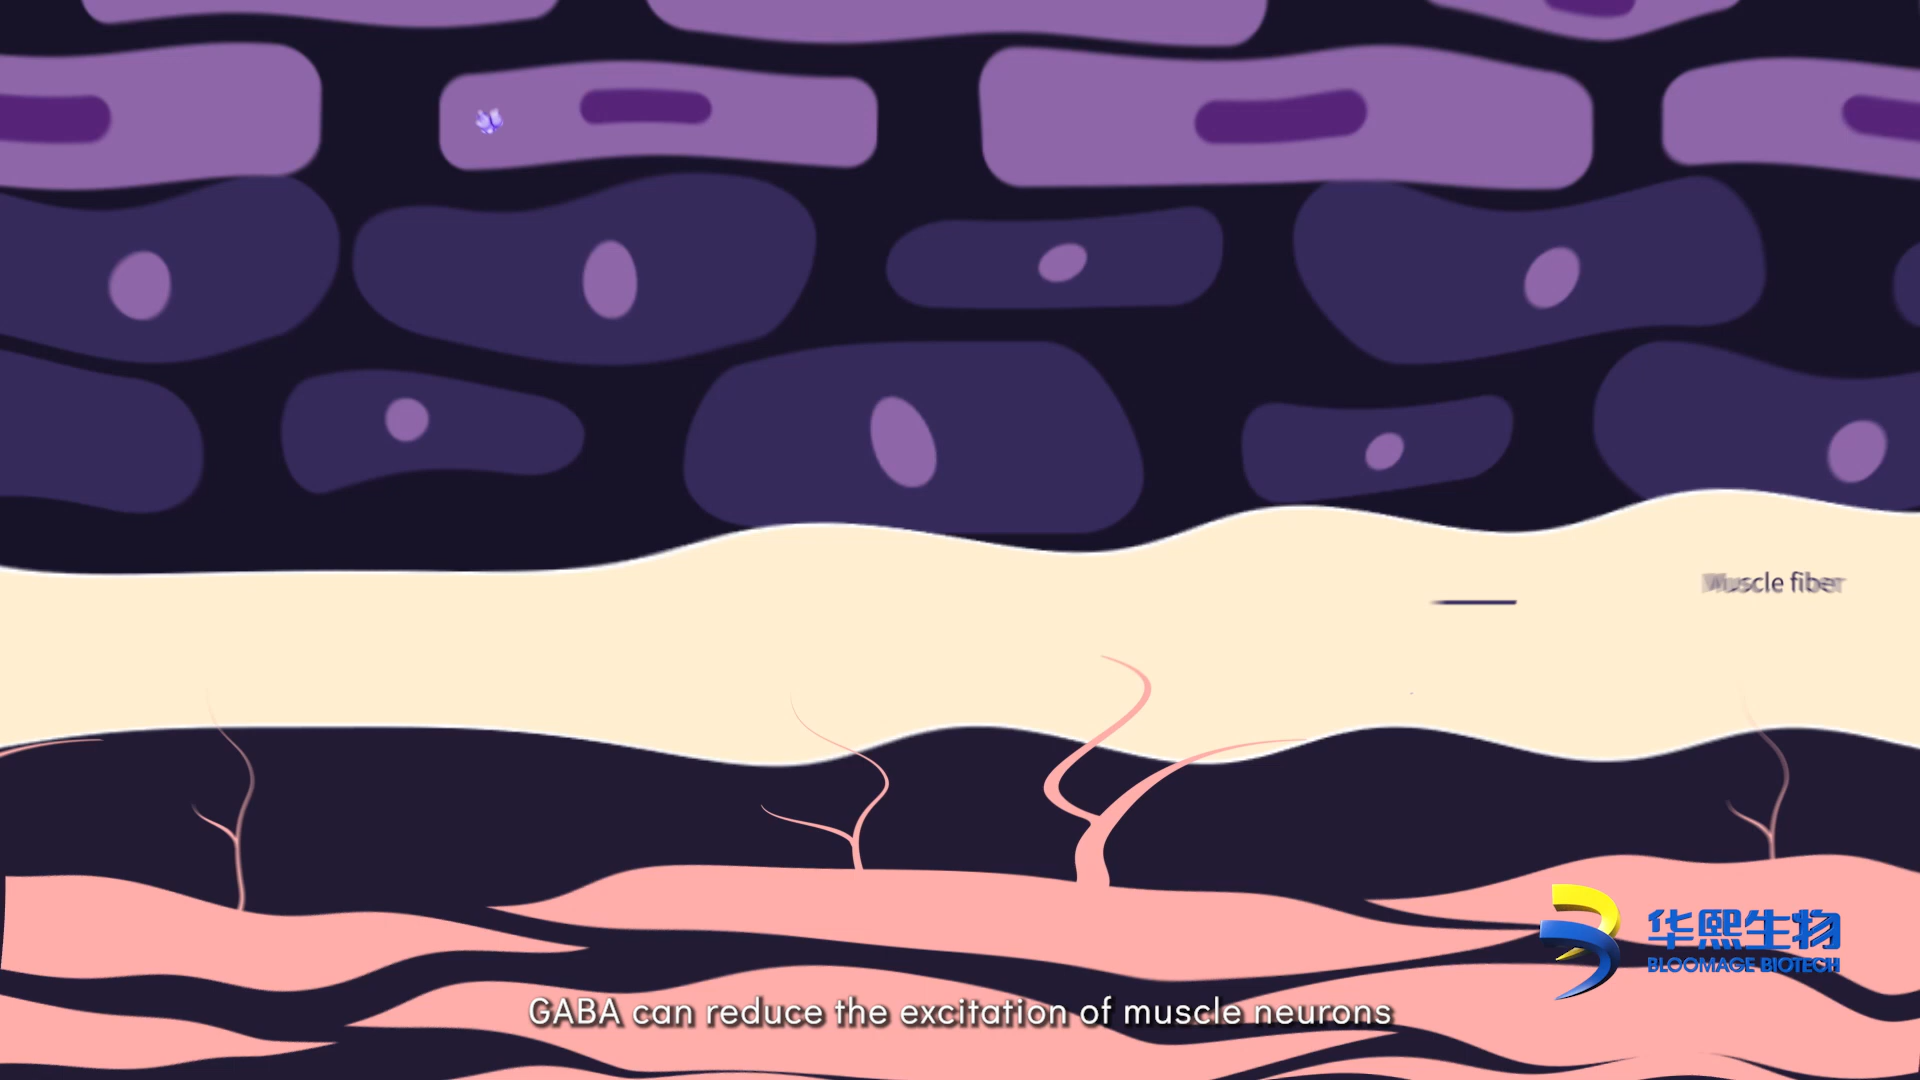 Muscle fiber
华熙生物
BLOOMAGE BIOTECH
GABA can reduce the excitation of muscle neurons